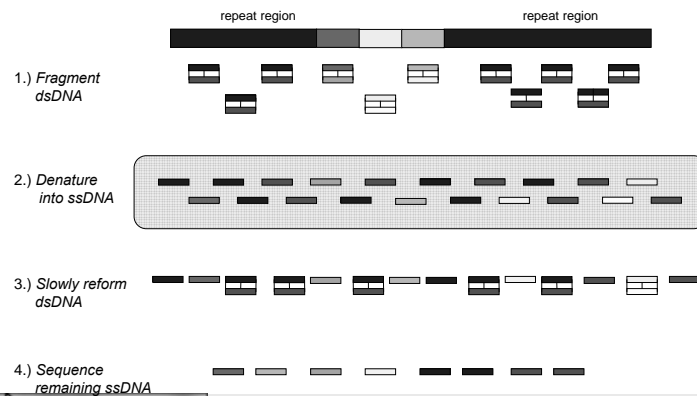 repeat region repeat region
1.) Fragment
dsDNA
2.) Denature
into ssDNA
3.) Slowly reform
dsDNA
4.) Sequence
remaining ssDNA